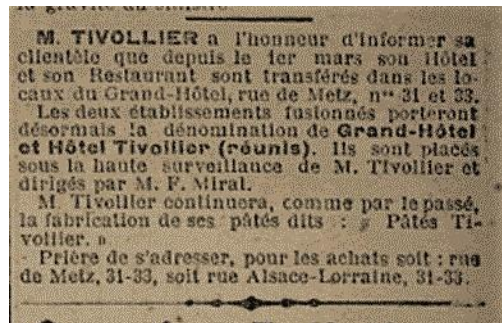 la gravité du sinistre
M. TIVOLLIER a l'honneur d'informer sa
clientèle que depuis le 1er mars son Hôtel
et son Restaurant sont transférés dans les lo-
caux du Grand-Hôtel, rue de Metz, nos 31 et 33.
Les deux établissements fusionnés porteront
désormais la dénomination de Grand-Hôtel
et Hôtel Tivollier (réunis). Ils sont placés
sous la haute surveillance de M. Tivollier et
dirigés par M. F. Miral.
M. Tivollier continuera, comme par le passé,
la fabrication de ses pâtés dits : « Pâtés Ti-
vollier. »
Prière de s'adresser, pour les achats soit : rue
de Metz, 31-33, soit rue Alsace-Lorraine, 31-33.